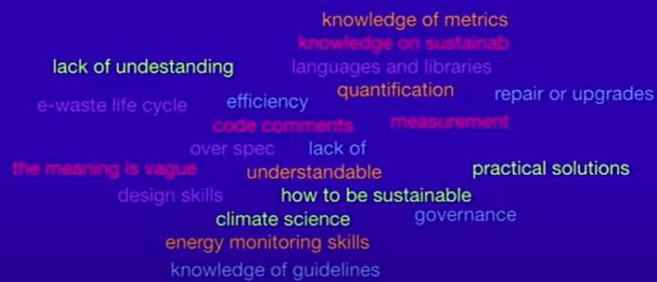 knowledge of metrics
knowledge on sustainab
lack of undestanding languages and libraries
quantification repair or upgrades
e-waste life cycle efficiency
code comments measurement
over spec lack of
the meaning is vague understandable practical solutions
design skills how to be sustainable
climate science governance
energy monitoring skills
knowledge of guidelines